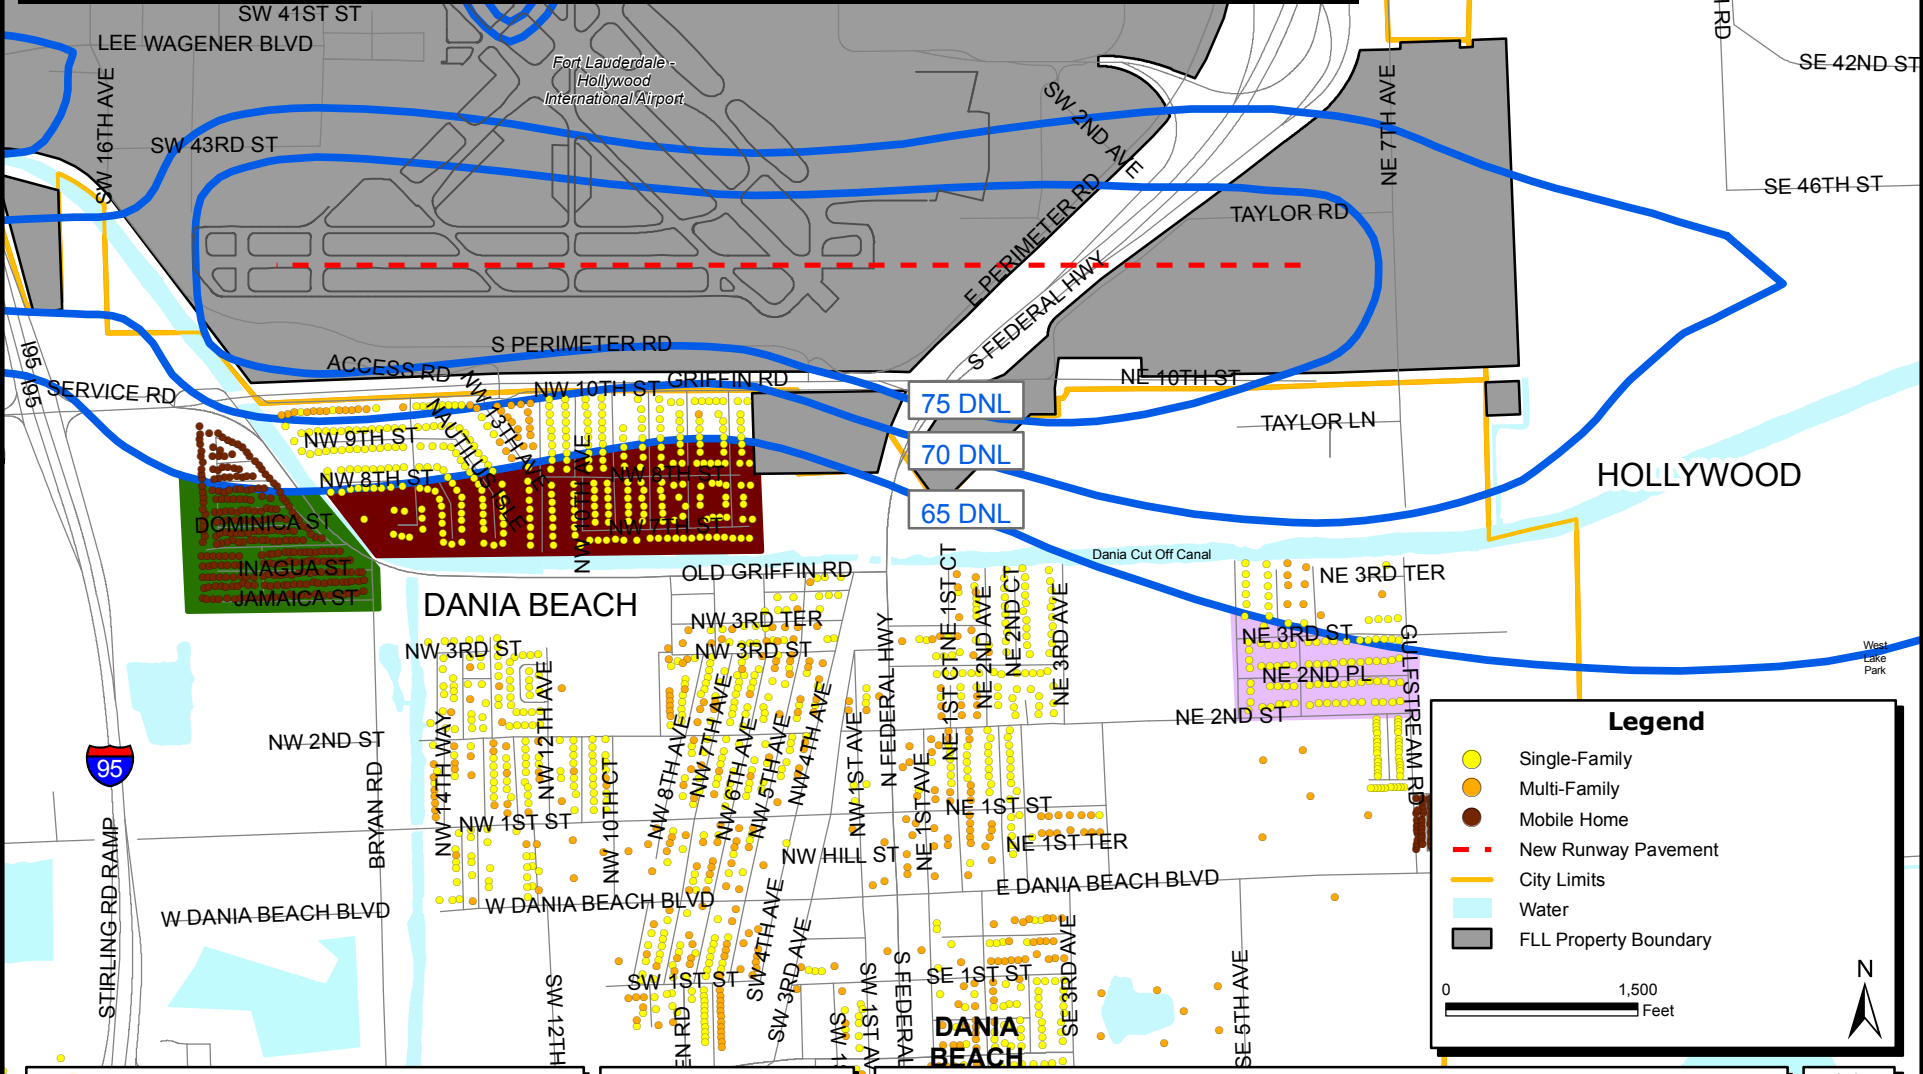 SW 41ST ST
LEE WAGENER BLVD
SW 16TH AVE
SW 43RD ST
Fort Lauderdale -
Hollywood
International Airport
SW 2ND AVE
NE 7TH AVE
SE 42ND ST
SE 46TH ST
TAYLOR RD
E PERIMETER RD
S FEDERAL HWY
S PERIMETER RD
ACCESS RD
NW 10TH ST
GRIFFIN RD
NE 10TH ST
I95
I95
SERVICE RD
75 DNL
70 DNL
65 DNL
TAYLOR LN
NW 13TH AVE
NAUTILUS ISLE
NW 9TH ST
NW 8TH ST
NW 10TH AVE
NW 8TH ST
NW 7TH ST
HOLLYWOOD
DOMINICA ST
INAGUA ST
JAMAICA ST
DANIA BEACH
OLD GRIFFIN RD
Dania Cut Off Canal
NE 3RD TER
NW 3RD TER
NW 3RD ST
NW 3RD ST
NE 3RD ST
NE 2ND PL
NE 2ND ST
GULFSTREAM RD
West
Lake
Park
NE 1ST CT
NE 1ST CT
NE 2ND AVE
NE 2ND CT
NE 3RD AVE
N FEDERAL HWY
NW 2ND ST
BRYAN RD
NW 14TH WAY
NW 12TH AVE
NW 10TH CT
NW 8TH AVE
NW 7TH AVE
NW 6TH AVE
NW 5TH AVE
NW 4TH AVE
NW 1ST AVE
NE 1ST AVE
NW 1ST ST
NE 1ST ST
NE 1ST TER
NW HILL ST
95
STIRLING RD RAMP
W DANIA BEACH BLVD
W DANIA BEACH BLVD
E DANIA BEACH BLVD
SW 4TH AVE
SW 3RD AVE
SW 1ST ST
SE 1ST ST
SE 3RD AVE
SE 5TH AVE
SW 12TH
SW 1ST AV
S FEDERAL
DANIA
BEACH
Legend
Single-Family
Multi-Family
Mobile Home
New Runway Pavement
City Limits
Water
FLL Property Boundary
N
0 1,500
Feet